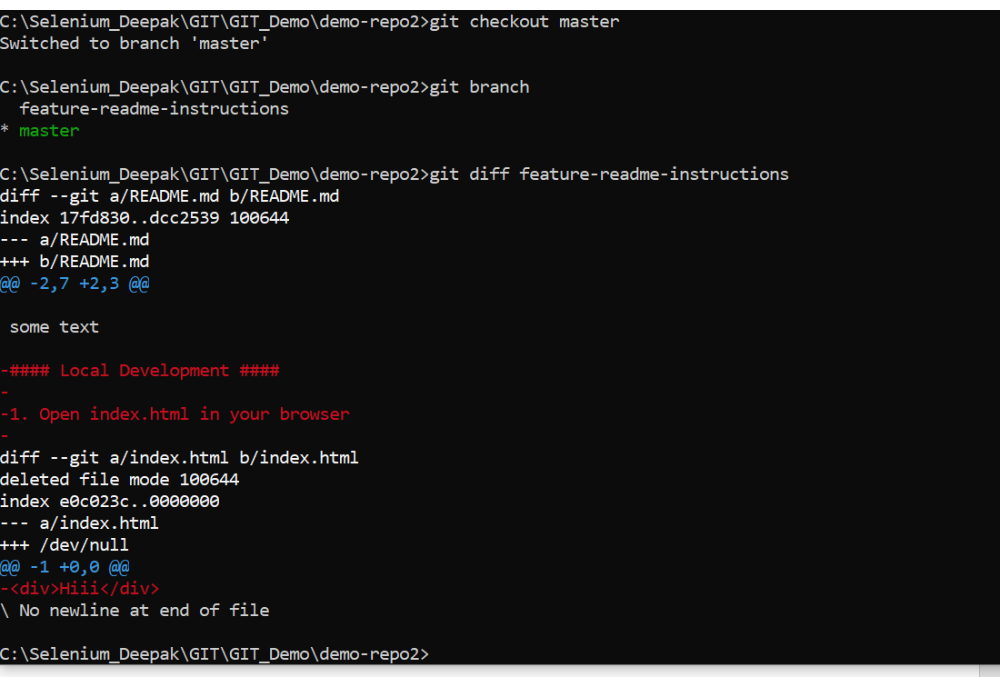 C:\Selenium_Deepak\GIT\GIT_Demo\demo-repo2>git checkout master
Switched to branch 'master'
C:\Selenium_Deepak\GIT\GIT_Demo\demo-repo2>git branch
  feature-readme-instructions
* master
C:\Selenium_Deepak\GIT\GIT_Demo\demo-repo2>git diff feature-readme-instructions
diff --git a/README.md b/README.md
index 17fd830..dcc2539 100644
--- a/README.md
+++ b/README.md
@@ -2,7 +2,3 @@
 some text
-#### Local Development ####
-
-1. Open index.html in your browser
-
diff --git a/index.html b/index.html
deleted file mode 100644
index e0c023c..0000000
--- a/index.html
+++ /dev/null
@@ -1 +0,0 @@
-<div>Hiii</div>
\ No newline at end of file
C:\Selenium_Deepak\GIT\GIT_Demo\demo-repo2>